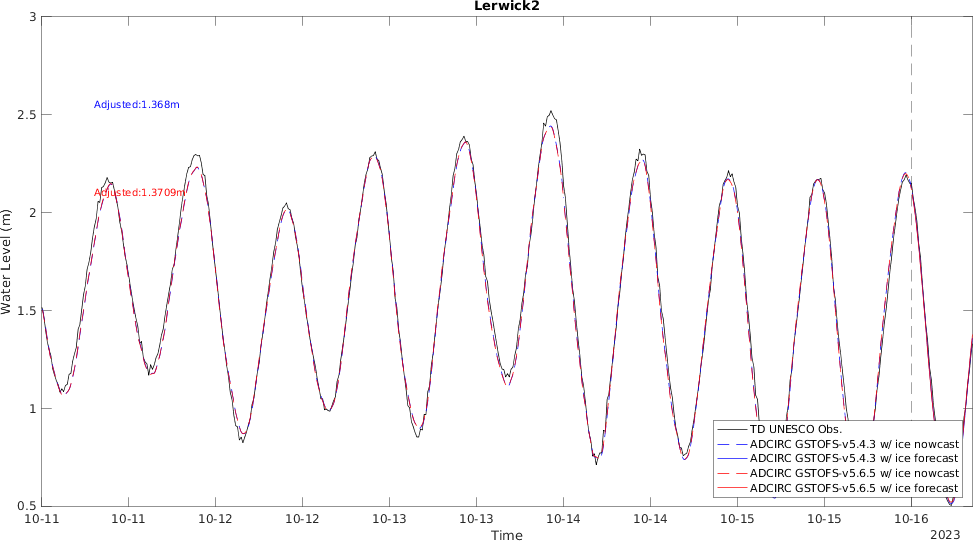 Lerwick2
3
2.5
2
1.5
1
0.5
Water Level (m)
Adjusted:1.368m
Adjusted:1.3709m
TD UNESCO Obs.
ADCIRC GSTOFS-v5.4.3 w/ ice nowcast
ADCIRC GSTOFS-v5.4.3 w/ ice forecast
ADCIRC GSTOFS-v5.6.5 w/ ice nowcast
ADCIRC GSTOFS-v5.6.5 w/ ice forecast
10-11 10-11 10-12 10-12 10-13 10-13 10-14 10-14 10-15 10-15 10-16
Time
2023